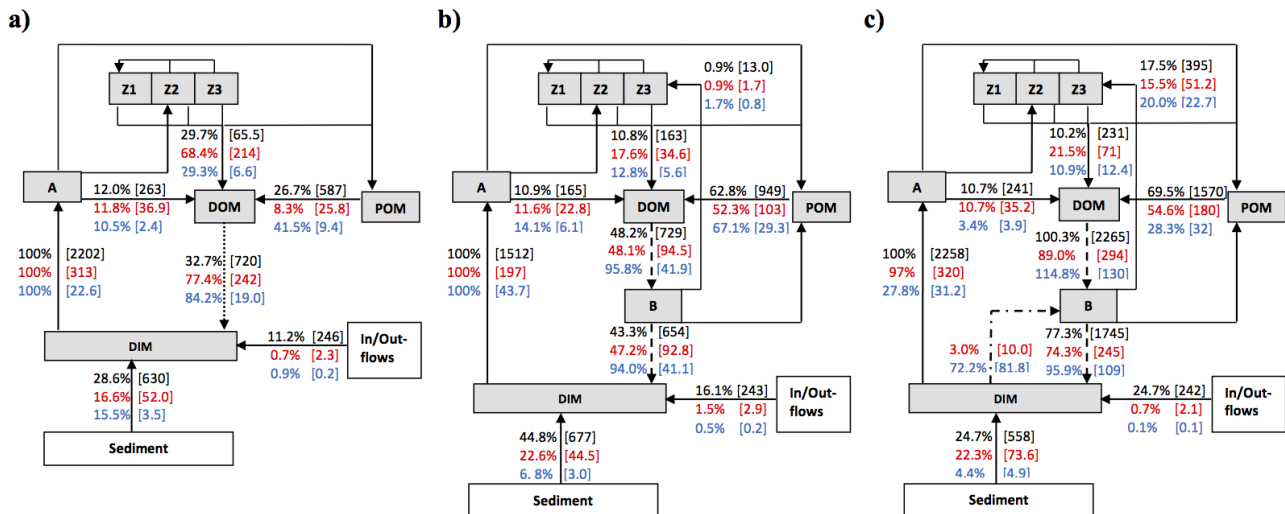 a)
Z1 Z2 Z3
29.7% [65.5]
68.4% [214]
29.3% [6.6]
A
12.0% [263]
11.8% [36.9]
10.5% [2.4]
DOM
26.7% [587]
8.3% [25.8]
41.5% [9.4]
POM
100% [2202]
100% [313]
100% [22.6]
32.7% [720]
77.4% [242]
84.2% [19.0]
DIM
11.2% [246]
0.7% [2.3]
0.9% [0.2]
In/Out-
flows
28.6% [630]
16.6% [52.0]
15.5% [3.5]
Sediment
b)
0.9% [13.0]
0.9% [1.7]
1.7% [0.8]
Z1 Z2 Z3
10.8% [163]
17.6% [34.6]
12.8% [5.6]
A
10.9% [165]
11.6% [22.8]
14.1% [6.1]
DOM
62.8% [949]
52.3% [103]
67.1% [29.3]
POM
48.2% [729]
48.1% [94.5]
95.8% [41.9]
100% [1512]
100% [197]
100% [43.7]
B
43.3% [654]
47.2% [92.8]
94.0% [41.1]
DIM
16.1% [243]
1.5% [2.9]
0.5% [0.2]
In/Out-
flows
44.8% [677]
22.6% [44.5]
6.8% [3.0]
Sediment
c)
17.5% [395]
15.5% [51.2]
20.0% [22.7]
Z1 Z2 Z3
10.2% [231]
21.5% [71]
10.9% [12.4]
A
10.7% [241]
10.7% [35.2]
3.4% [3.9]
DOM
69.5% [1570]
54.6% [180]
28.3% [32]
POM
100.3% [2265]
89.0% [294]
114.8% [130]
100% [2258]
97% [320]
27.8% [31.2]
B
77.3% [1745]
74.3% [245]
95.9% [109]
3.0% [10.0]
72.2% [81.8]
DIM
24.7% [242]
0.7% [2.1]
0.1% [0.1]
In/Out-
flows
24.7% [558]
22.3% [73.6]
4.4% [4.9]
Sediment